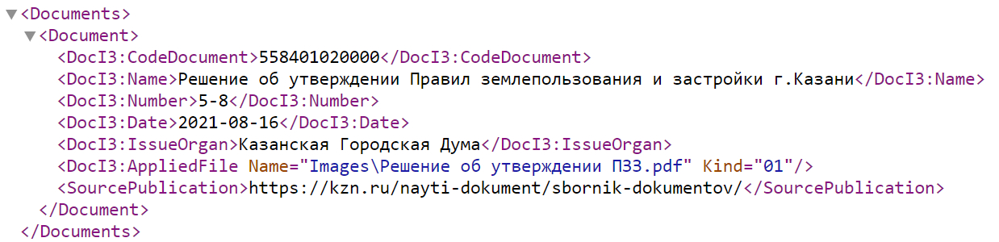 <Documents>
<Document>
<DocI3:CodeDocument>558401020000</DocI3:CodeDocument>
<DocI3:Name>Решение об утверждении Правил землепользования и застройки г.Казани</DocI3:Name>
<DocI3:Number>5-8</DocI3:Number>
<DocI3:Date>2021-08-16</DocI3:Date>
<DocI3:IssueOrgan>Казанская Городская Дума</DocI3:IssueOrgan>
<DocI3:AppliedFile Name="Images\Решение об утверждении ПЗЗ.pdf" Kind="01"/>
<SourcePublication>https://kzn.ru/nayti-dokument/sbornik-dokumentov/</SourcePublication>
</Document>
</Documents>